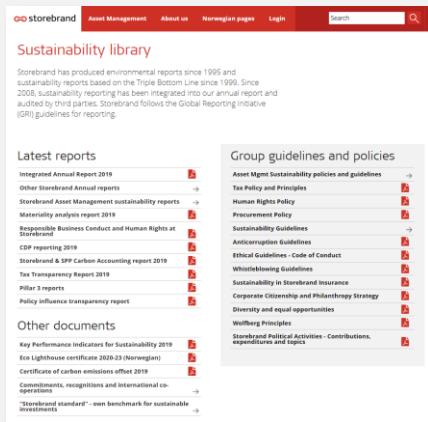 storebrand
Asset Management
About us
Norwegian pages
Login
Search
Sustainability library
Storebrand has produced environmental reports since 1995 and
sustainability reports based on the Triple Bottom Line since 1999. Since
2008, sustainability reporting has been integrated into our annual report and
audited by third parties. Storebrand follows the Global Reporting Initiative
(GRI) guidelines for reporting.
Latest reports
Integrated Annual Report 2019
Other Storebrand Annual reports
Storebrand Asset Management sustainability reports
Materiality analysis report 2019
Responsible Business Conduct and Human Rights at
Storebrand
CDP reporting 2019
Storebrand & SPP Carbon Accounting report 2019
Tax Transparency Report 2019
Pillar 3 reports
Policy influence transparency report
Other documents
Key Performance Indicators for Sustainability 2019
Eco Lighthouse certificate 2020-23 (Norwegian)
Certificate of carbon emissions offset 2019
Commitments, recognitions and international co-
operations
"Storebrand standard" - own benchmark for sustainable
investments
Group guidelines and policies
Asset Mgmt Sustainability policies and guidelines
Tax Policy and Principles
Human Rights Policy
Procurement Policy
Sustainability Guidelines
Anticorruption Guidelines
Ethical Guidelines - Code of Conduct
Whistleblowing Guidelines
Sustainability in Storebrand Insurance
Corporate Citizenship and Philanthropy Strategy
Diversity and equal opportunities
Wolfberg Principles
Storebrand Political Activities - Contributions,
expenditures and topics